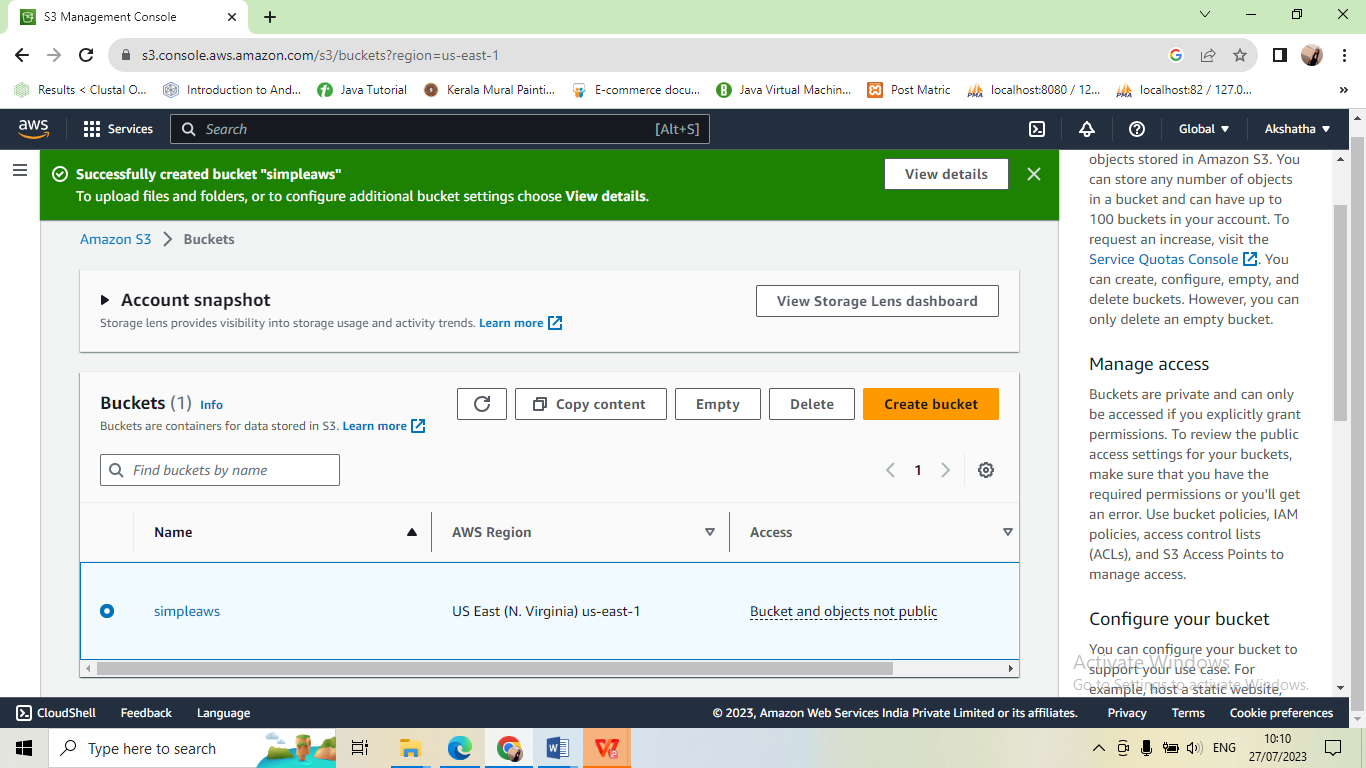 S3 Management Console
s3.console.aws.amazon.com/s3/buckets?region=us-east-1
Results < Clustal O...
Introduction to And...
Java Tutorial
Kerala Mural Painti...
E-commerce docu...
Java Virtual Machin...
Post Matric
localhost:8080 / 12...
localhost:82 / 127.0...
»
aws
Services
Search
[Alt+S]
Global
Akshatha
Successfully created bucket "simpleaws"
To upload files and folders, or to configure additional bucket settings choose View details.
View details
Amazon S3 > Buckets
Account snapshot
Storage lens provides visibility into storage usage and activity trends. Learn more
View Storage Lens dashboard
Buckets (1) Info
Buckets are containers for data stored in S3. Learn more
Copy content
Empty
Delete
Create bucket
Find buckets by name
1
Name
AWS Region
Access
simpleaws
US East (N. Virginia) us-east-1
Bucket and objects not public
objects stored in Amazon S3. You
can store any number of objects
in a bucket and can have up to
100 buckets in your account. To
request an increase, visit the
Service Quotas Console. You
can create, configure, empty, and
delete buckets. However, you can
only delete an empty bucket.
Manage access
Buckets are private and can only
be accessed if you explicitly grant
permissions. To review the public
access settings for your buckets,
make sure that you have the
required permissions or you'll get
an error. Use bucket policies, IAM
policies, access control lists
(ACLs), and S3 Access Points to
manage access.
Configure your bucket
You can configure your bucket to
support your use case. For
example, host a static website,
Activate Windows
Go to Settings to activate Windows.
CloudShell
Feedback
Language
© 2023, Amazon Web Services India Private Limited or its affiliates.
Privacy
Terms
Cookie preferences
Type here to search
ENG
10:10
27/07/2023